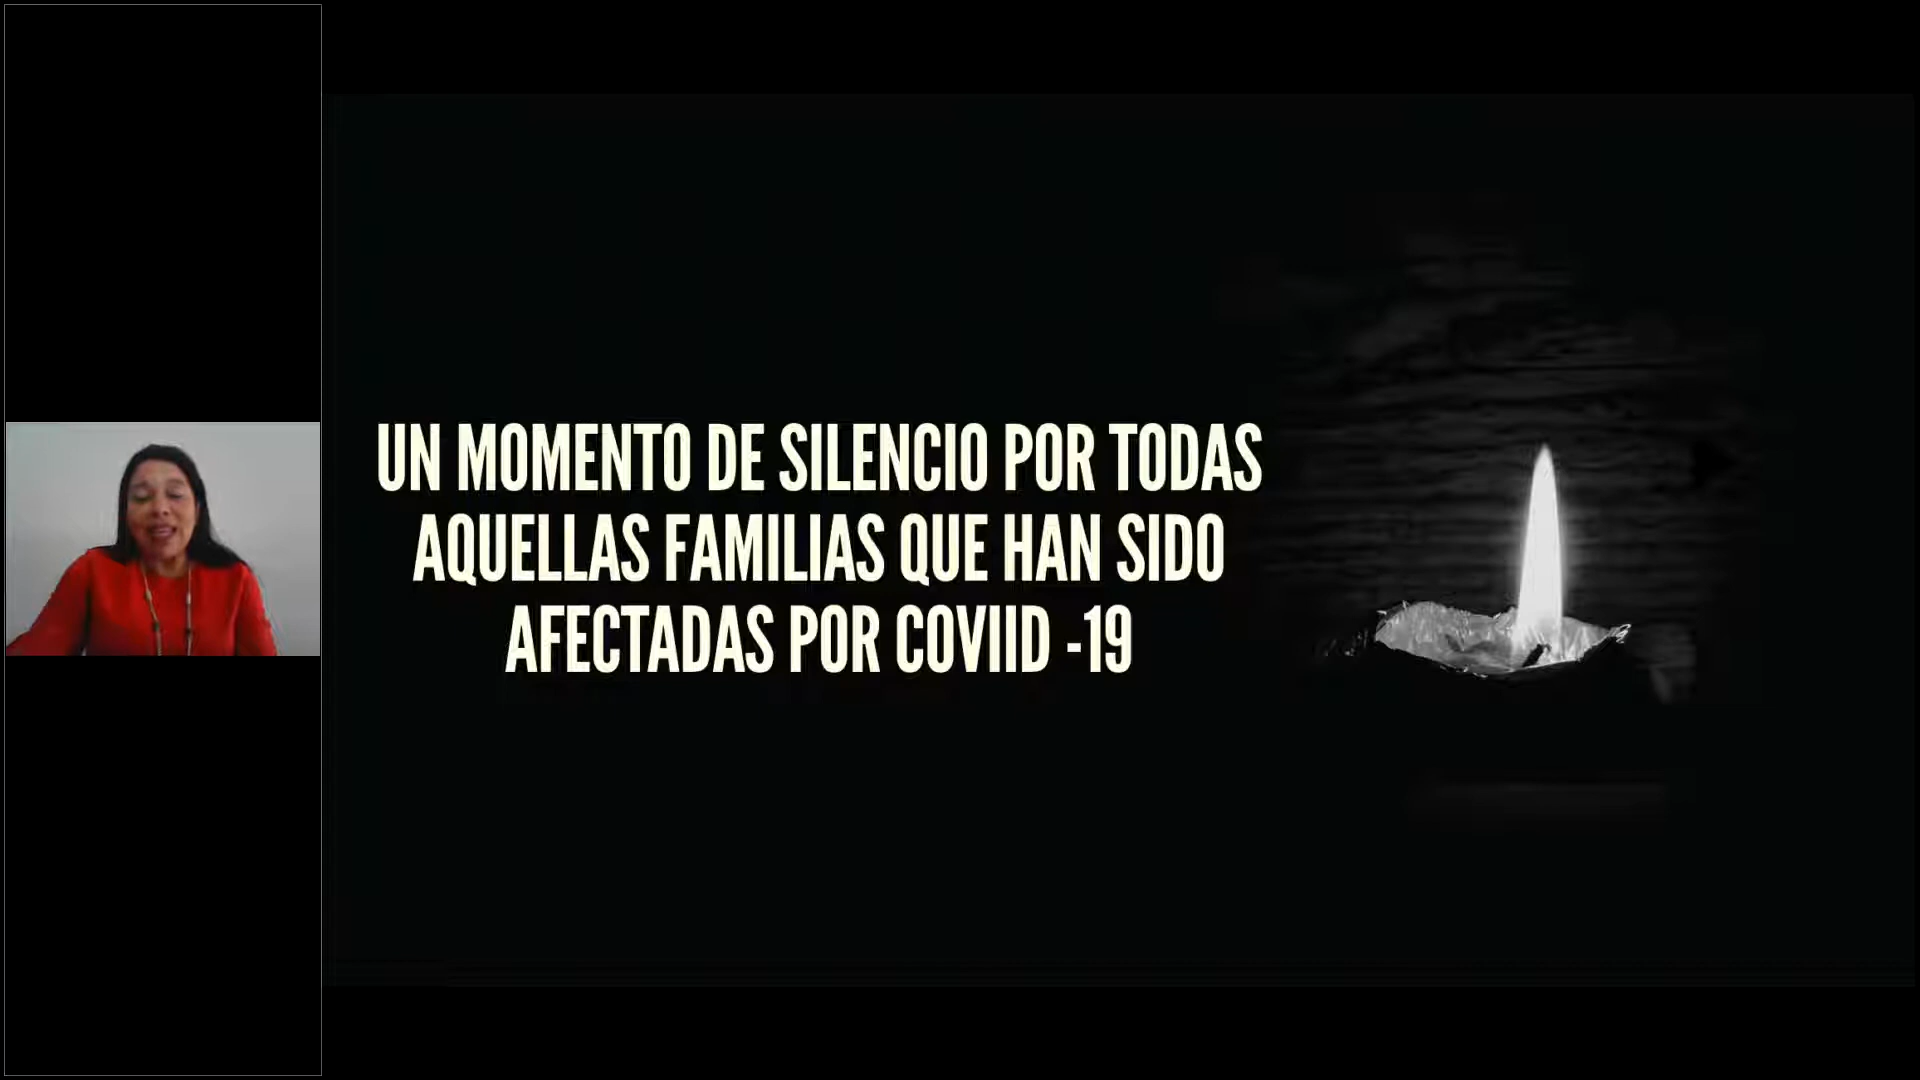 UN MOMENTO DE SILENCIO POR TODAS
AQUELLAS FAMILIAS QUE HAN SIDO
AFECTADAS POR COVIID -19